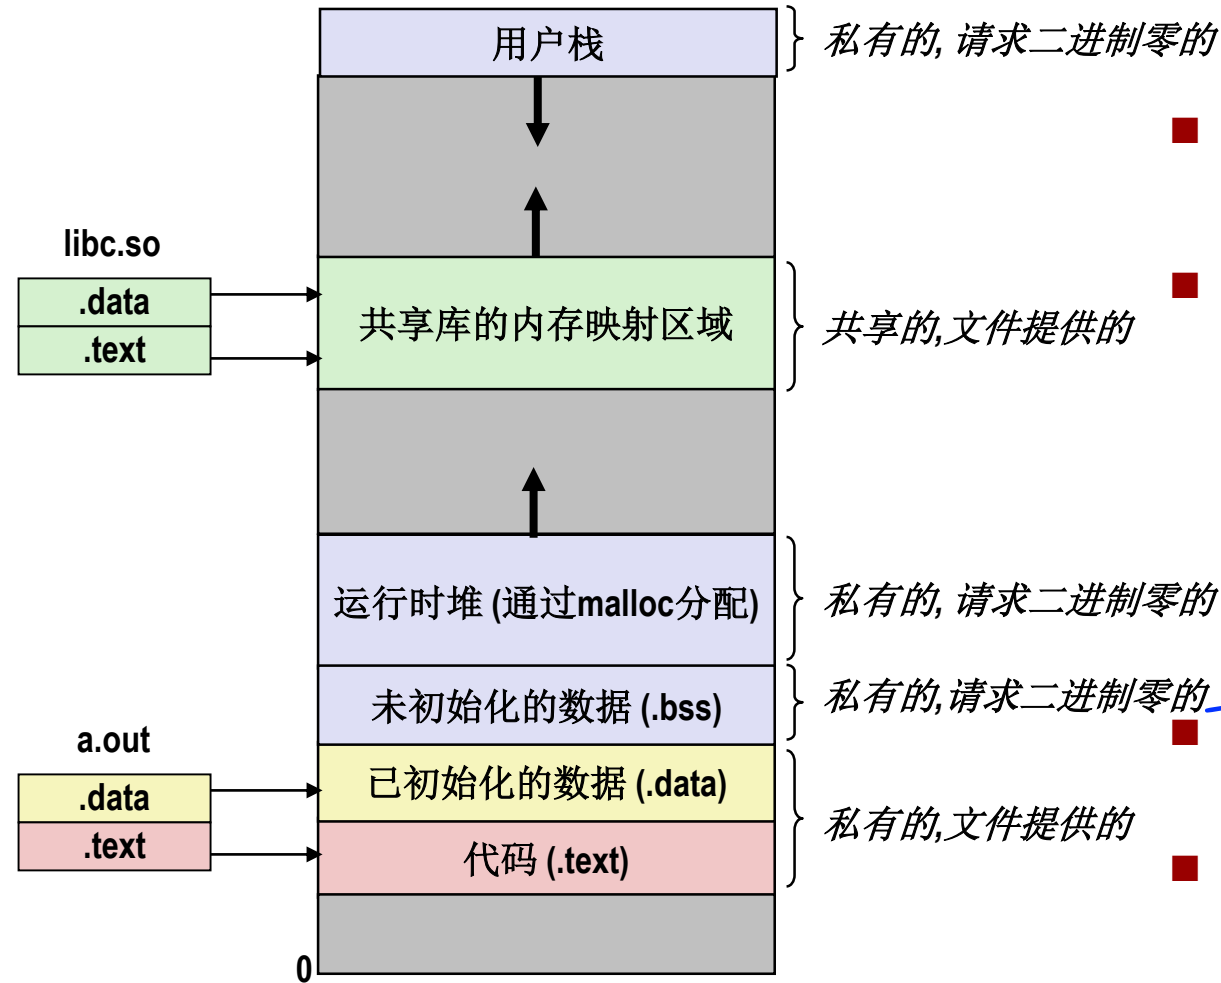 用户栈
私有的, 请求二进制零的
libc.so
.data
.text
共享库的内存映射区域
共享的,文件提供的
运行时堆 (通过malloc分配)
私有的, 请求二进制零的
未初始化的数据 (.bss)
私有的,请求二进制零的
a.out
.data
.text
已初始化的数据 (.data)
代码 (.text)
私有的,文件提供的
0